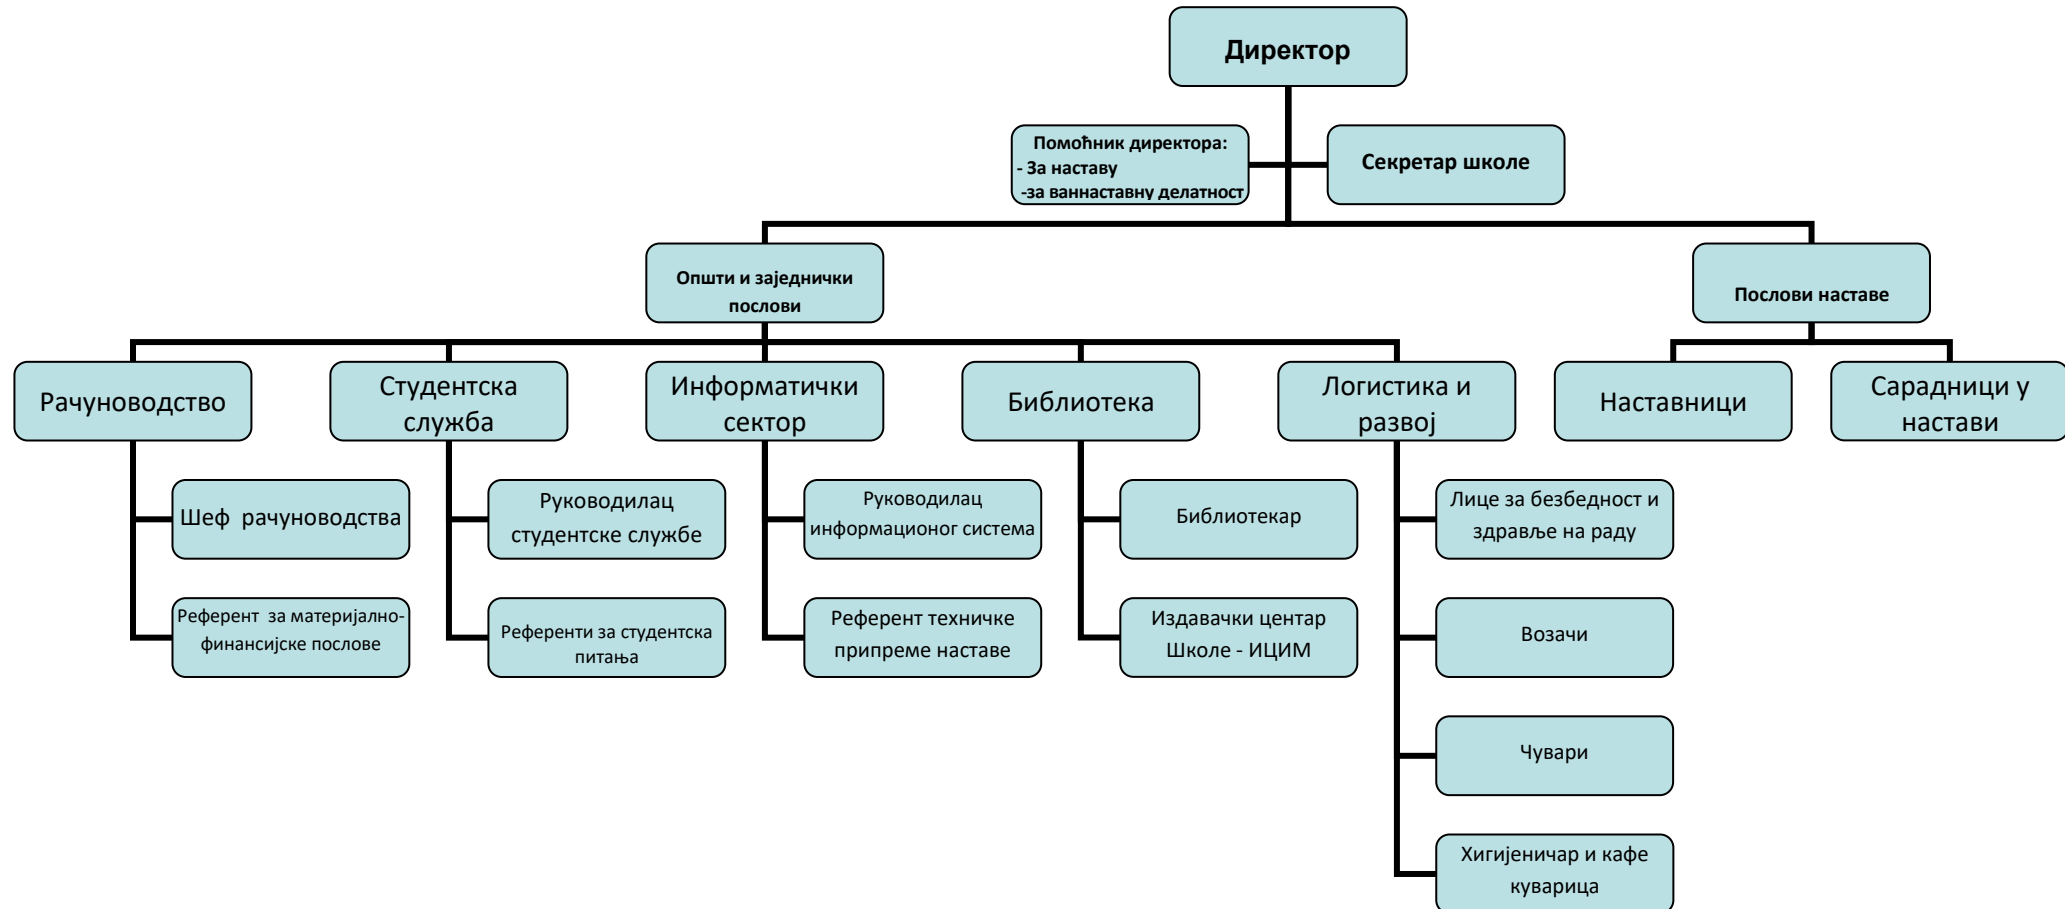 Директор
Помоћник директора:
- За наставу
-за ваннаставну делатност
Секретар школе
Општи и заједнички
послови
Послови наставе
Рачуноводство
Студентска
служба
Информатички
сектор
Библиотека
Логистика и
развој
Наставници
Сарадници у
настави
Шеф рачуноводства
Руководилац
студентске службе
Руководилац
информационог система
Библиотекар
Лице за безбедност и
здравље на раду
Референт за материјално-
финансијске послове
Референти за студентска
питања
Референт техничке
припреме наставе
Издавачки центар
Школе - ИЦИМ
Возачи
Чувари
Хигијеничар и кафе
куварица